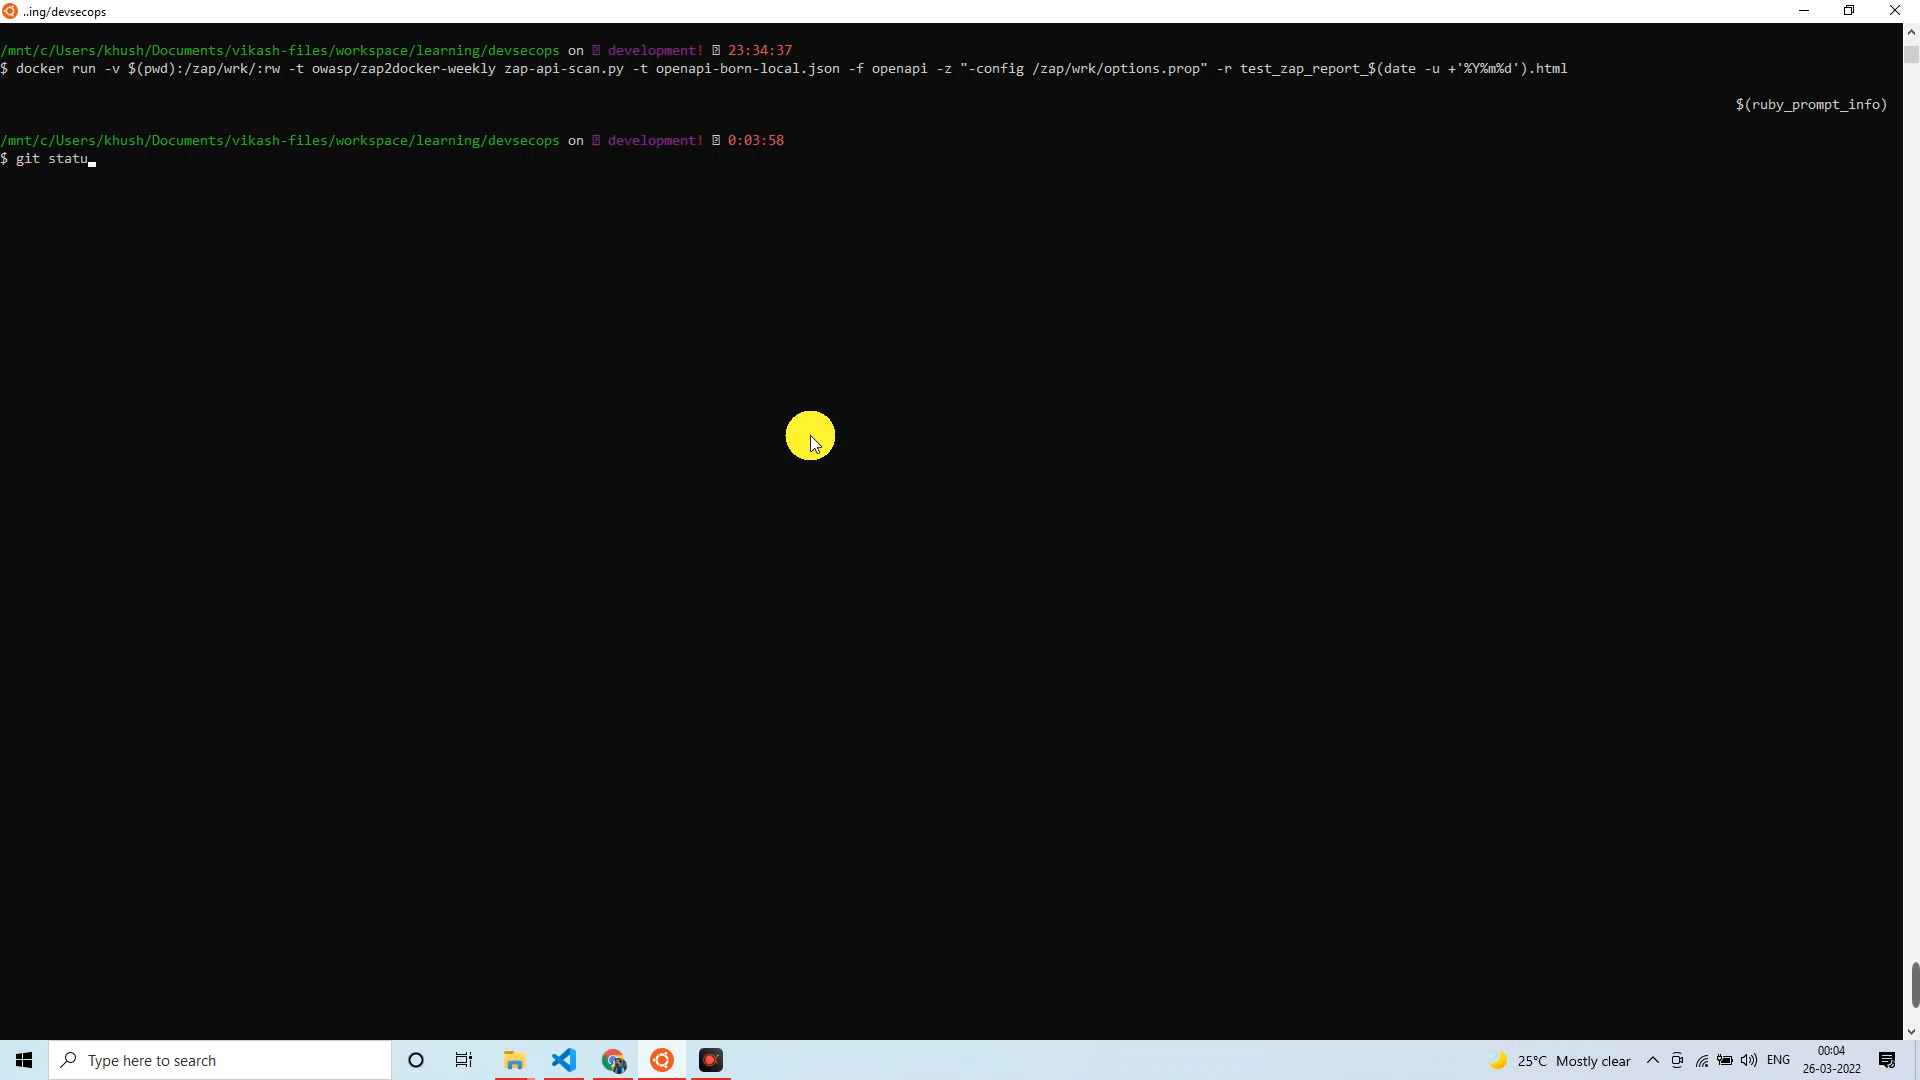 ..ing/devsecops
/mnt/c/Users/khush/Documents/vikash-files/workspace/learning/devsecops on development! 23:34:37
$ docker run -v $(pwd):/zap/wrk/:rw -t owasp/zap2docker-weekly zap-api-scan.py -t openapi-born-local.json -f openapi -z "-config /zap/wrk/options.prop" -r test_zap_report_$(date -u +'%Y%m%d').html
$(ruby_prompt_info)
/mnt/c/Users/khush/Documents/vikash-files/workspace/learning/devsecops on development! 0:03:58
$ git statu
Type here to search
25°C Mostly clear
ENG
00:04
26-03-2022